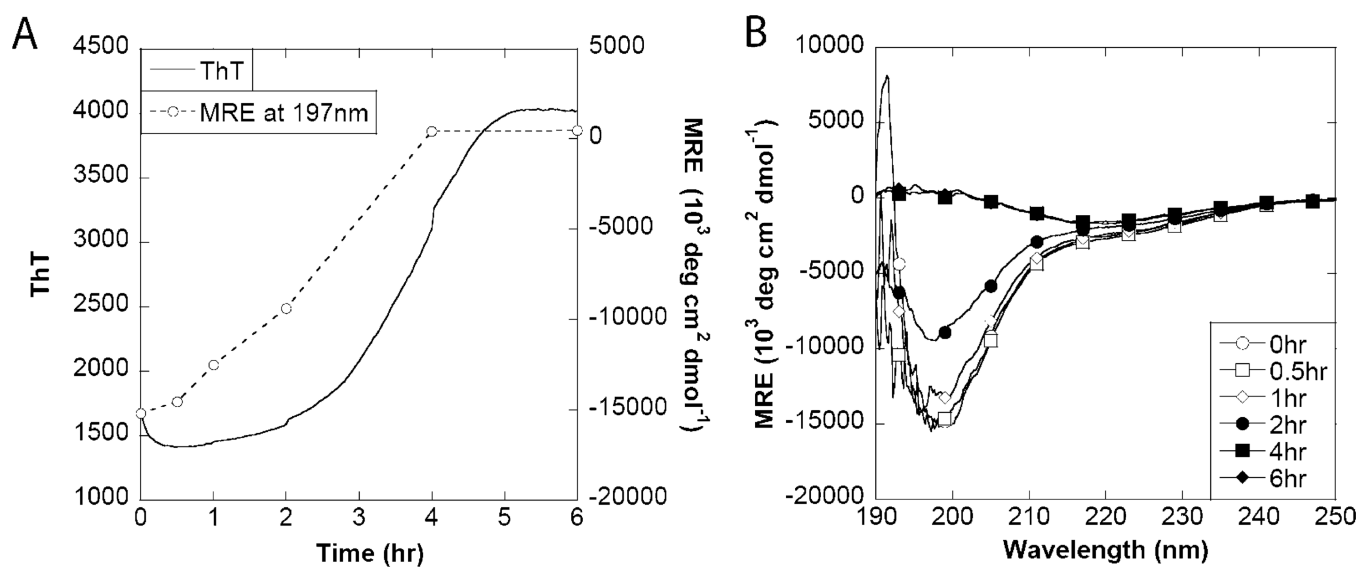 A
4500
4000
3500
3000
2500
2000
1500
1000
ThT
ThT
MRE at 197nm
5000
0
-5000
-10000
-15000
-20000
MRE (10³ deg cm² dmol⁻¹)
0 1 2 3 4 5 6
Time (hr)
B
10000
5000
0
-5000
-10000
-15000
-20000
MRE (10³ deg cm² dmol⁻¹)
0hr
0.5hr
1hr
2hr
4hr
6hr
190 200 210 220 230 240 250
Wavelength (nm)